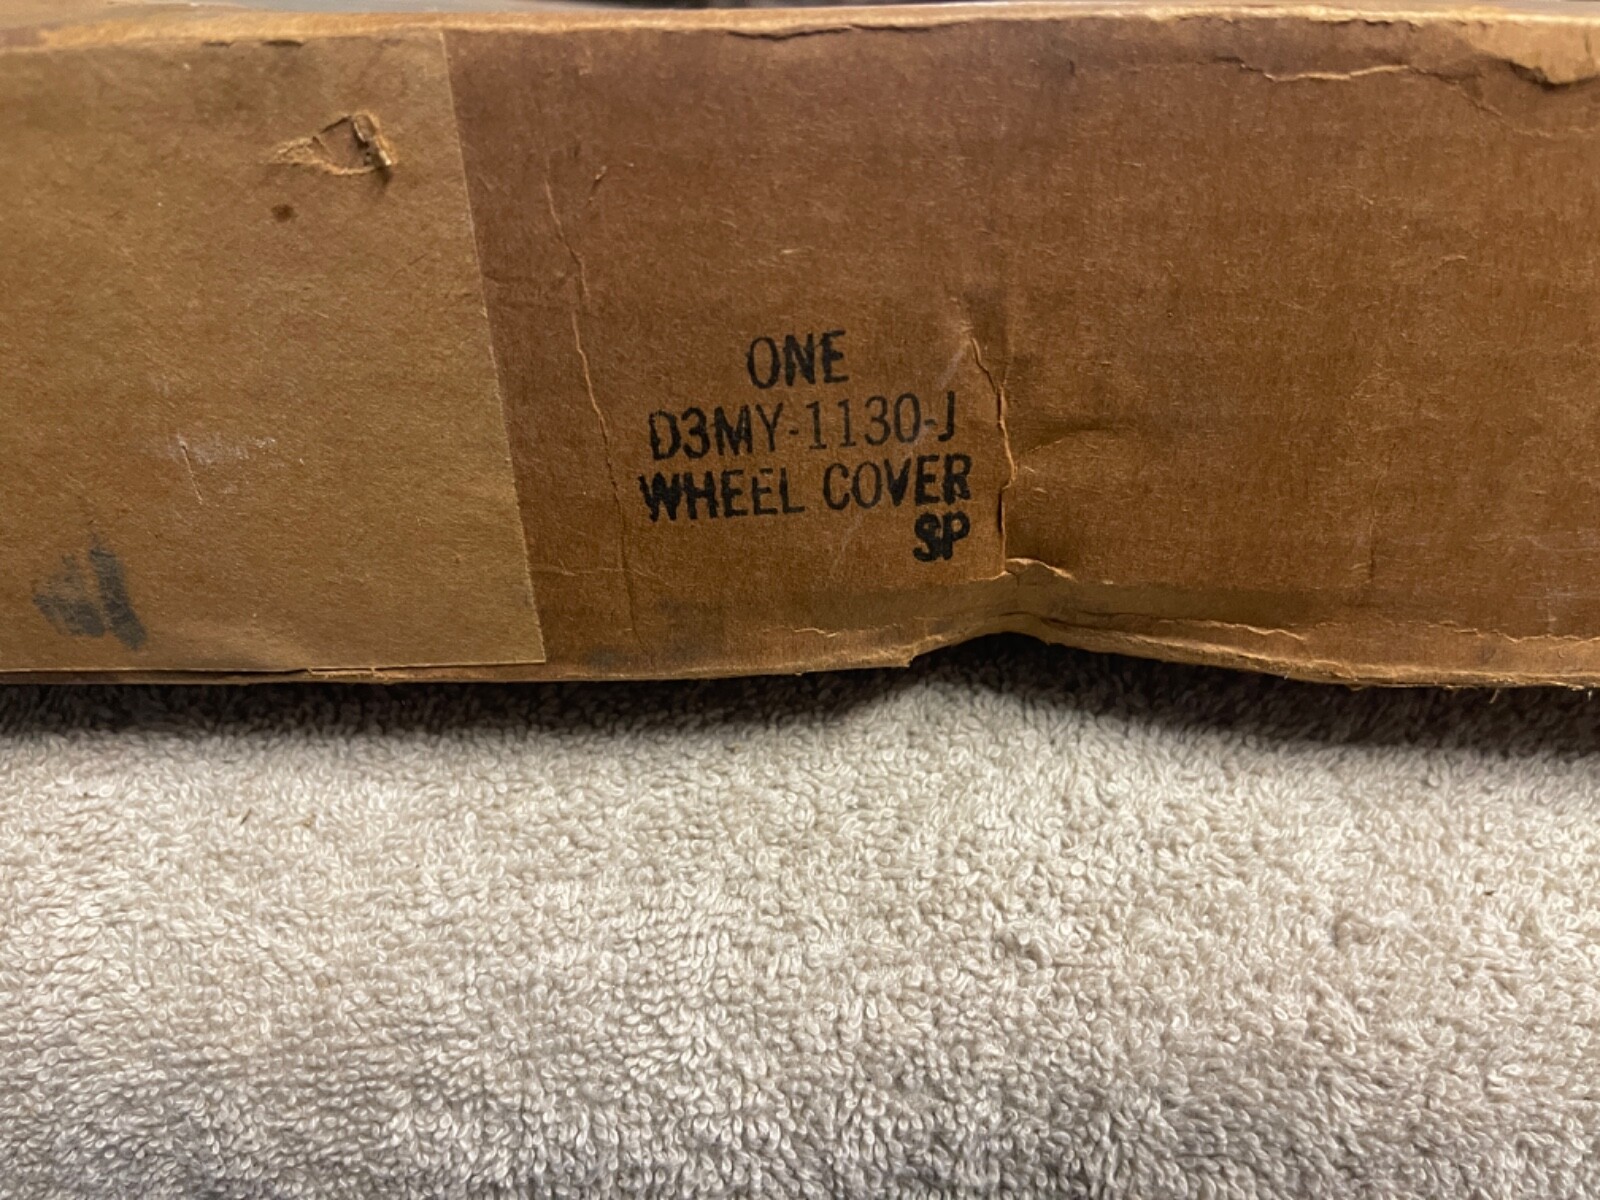 ONE
D3MY-1130-J
WHEEL COVER
SP